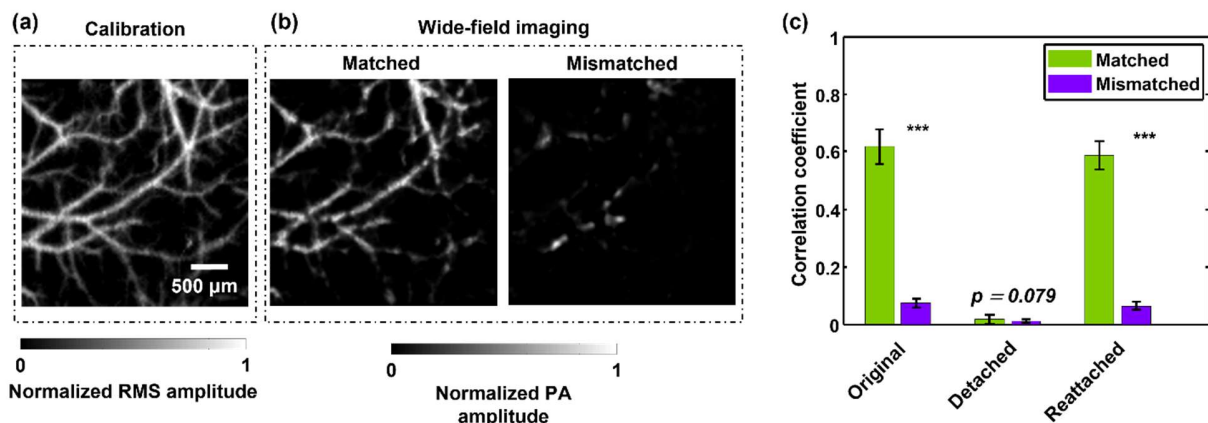 (a)
Calibration
500 µm
0 1
Normalized RMS amplitude
(b)
Wide-field imaging
Matched Mismatched
0 1
Normalized PA
amplitude
(c)
Correlation coefficient
1
0.8
0.6
0.4
0.2
0
Matched
Mismatched
***
p = 0.079
***
Original
Detached
Reattached